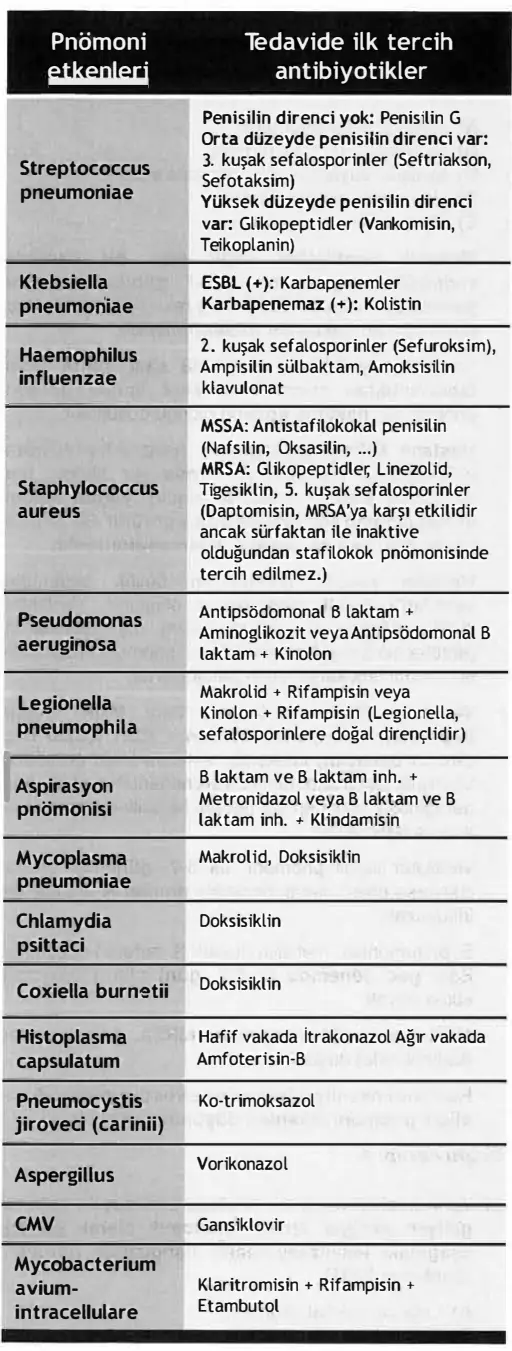 Pnömoni
etkenleri
Tedavide ilk tercih
antibiyotikler
Streptococcus
pneumoniae
Penisilin direnci yok: Penisilin G
Orta düzeyde penisilin direnci var:
3. kuşak sefalosporinler (Seftriakson,
Sefotaksim)
Yüksek düzeyde penisilin direnci
var: Glikopeptidler (Vankomisin,
Teikoplanin)
Klebsiella
pneumoniae
ESBL (+): Karbapenemler
Karbapenemaz (+): Kolistin
Haemophilus
influenzae
2. kuşak sefalosporinler (Sefuroksim),
Ampisilin sülbaktam, Amoksisilin
klavulonat
Staphylococcus
aureus
MSSA: Antistafilokokal penisilin
(Nafsilin, Oksasilin, ...)
MRSA: Glikopeptidler, Linezolid,
Tigesiklin, 5. kuşak sefalosporinler
(Daptomisin, MRSA'ya karşı etkilidir
ancak sürfaktan ile inaktive
olduğundan stafilokok pnömonisinde
tercih edilmez.)
Pseudomonas
aeruginosa
Antipsödomonal B laktam +
Aminoglikozit veya Antipsödomonal B
laktam + Kinolon
Legionella
pneumophila
Makrolid + Rifampisin veya
Kinolon + Rifampisin (Legionella,
sefalosporinlere doğal dirençlidir)
Aspirasyon
pnömonisi
B laktam ve B laktam inh. +
Metronidazol veya B laktam ve B
laktam inh. + Klindamisin
Mycoplasma
pneumoniae
Makrolid, Doksisiklin
Chlamydia
psittaci
Doksisiklin
Coxiella burnetii
Doksisiklin
Histoplasma
capsulatum
Hafif vakada İtrakonazol Ağır vakada
Amfoterisin-B
Pneumocystis
jiroveci (carinii)
Ko-trimokazol
Aspergillus
Vorikonazol
CMV
Gansiklovir
Mycobacterium
avium-
intracellulare
Klaritromisin + Rifampisin +
Etambutol